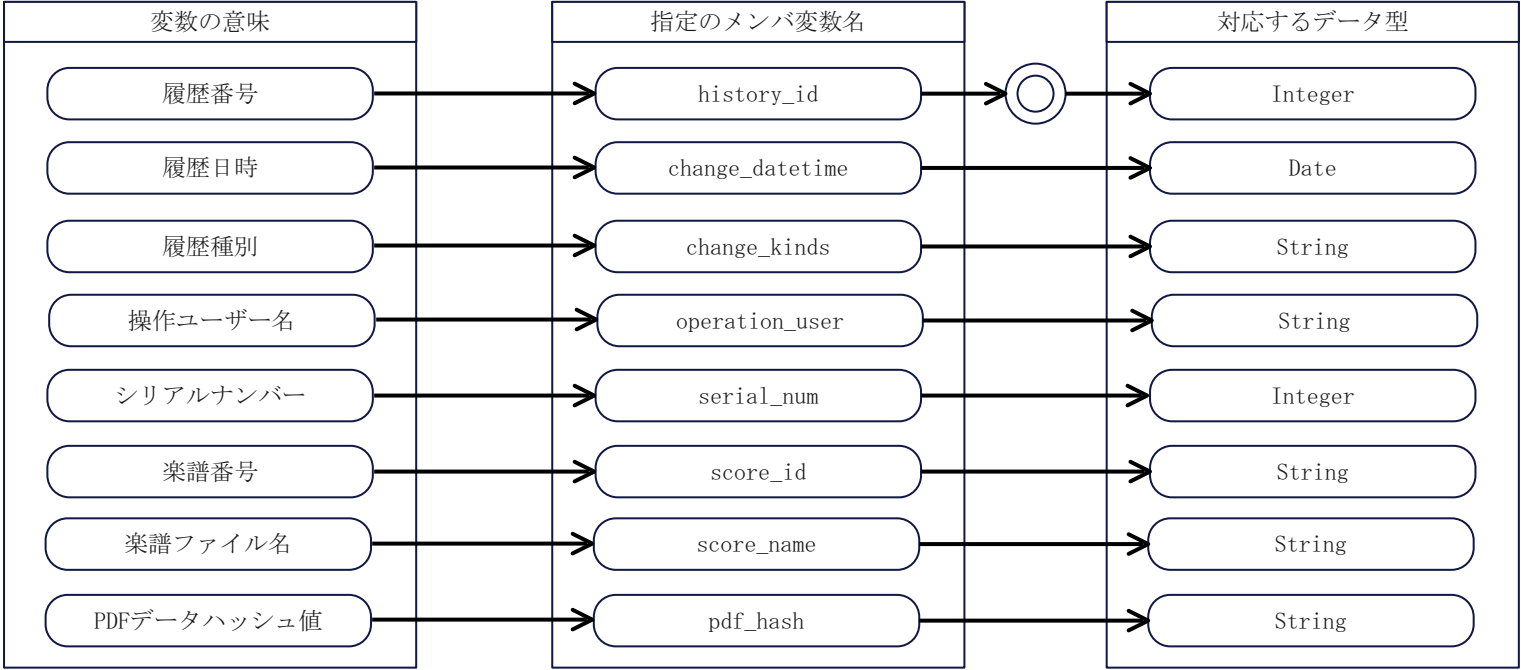 変数の意味
指定のメンバ変数名
対応するデータ型
履歴番号
history_id
Integer
履歴日時
change_datetime
Date
履歴種別
change_kinds
String
操作ユーザー名
operation_user
String
シリアルナンバー
serial_num
Integer
楽譜番号
score_id
String
楽譜ファイル名
score_name
String
PDFデータハッシュ値
pdf_hash
String